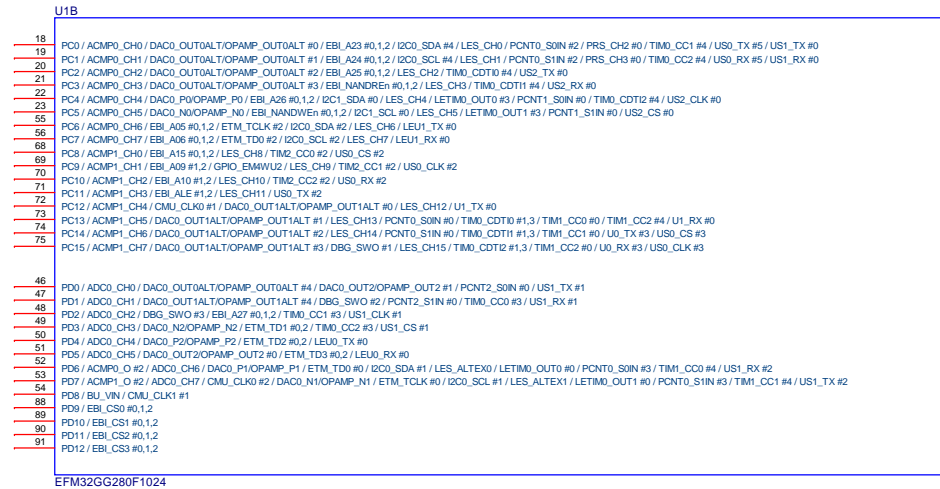 U1B
18 PC0 / ACMP0_CH0 / DAC0_OUT0ALT/OPAMP_OUT0ALT #0 / EBI_A23 #0,1,2 / I2C0_SDA #4 / LES_CH0 / PCNT0_S0IN #2 / PRS_CH2 #0 / TIM0_CC1 #4 / US0_TX #5 / US1_TX #0
19 PC1 / ACMP0_CH1 / DAC0_OUT0ALT/OPAMP_OUT0ALT #1 / EBI_A24 #0,1,2 / I2C0_SCL #4 / LES_CH1 / PCNT0_S1IN #2 / PRS_CH3 #0 / TIM0_CC2 #4 / US0_RX #5 / US1_RX #0
20 PC2 / ACMP0_CH2 / DAC0_OUT0ALT/OPAMP_OUT0ALT #2 / EBI_A25 #0,1,2 / LES_CH2 / TIM0_CDTI0 #4 / US2_TX #0
21 PC3 / ACMP0_CH3 / DAC0_OUT0ALT/OPAMP_OUT0ALT #3 / EBI_NANDREn #0,1,2 / LES_CH3 / TIM0_CDTI1 #4 / US2_RX #0
22 PC4 / ACMP0_CH4 / DAC0_P0/OPAMP_P0 / EBI_A26 #0,1,2 / I2C1_SDA #0 / LES_CH4 / LETIM0_OUT0 #3 / PCNT1_S0IN #0 / TIM0_CDTI2 #4 / US2_CLK #0
23 PC5 / ACMP0_CH5 / DAC0_N0/OPAMP_N0 / EBI_NANDWEn #0,1,2 / I2C1_SCL #0 / LES_CH5 / LETIM0_OUT1 #3 / PCNT1_S1IN #0 / US2_CS #0
55 PC6 / ACMP0_CH6 / EBI_A05 #0,1,2 / ETM_TCLK #2 / I2C0_SDA #2 / LES_CH6 / LEU1_TX #0
56 PC7 / ACMP0_CH7 / EBI_A06 #0,1,2 / ETM_TD0 #2 / I2C0_SCL #2 / LES_CH7 / LEU1_RX #0
68 PC8 / ACMP1_CH0 / EBI_A15 #0,1,2 / LES_CH8 / TIM2_CC0 #2 / US0_CS #2
69 PC9 / ACMP1_CH1 / EBI_A09 #1,2 / GPIO_EM4WU2 / LES_CH9 / TIM2_CC1 #2 / US0_CLK #2
70 PC10 / ACMP1_CH2 / EBI_A10 #1,2 / LES_CH10 / TIM2_CC2 #2 / US0_RX #2
71 PC11 / ACMP1_CH3 / EBI_ALE #1,2 / LES_CH11 / US0_TX #2
72 PC12 / ACMP1_CH4 / CMU_CLK0 #1 / DAC0_OUT1ALT/OPAMP_OUT1ALT #0 / LES_CH12 / U1_TX #0
73 PC13 / ACMP1_CH5 / DAC0_OUT1ALT/OPAMP_OUT1ALT #1 / LES_CH13 / PCNT0_S0IN #0 / TIM0_CDTI0 #1,3 / TIM1_CC0 #0 / TIM1_CC2 #4 / U1_RX #0
74 PC14 / ACMP1_CH6 / DAC0_OUT1ALT/OPAMP_OUT1ALT #2 / LES_CH14 / PCNT0_S1IN #0 / TIM0_CDTI1 #1,3 / TIM1_CC1 #0 / U0_TX #3 / US0_CS #3
75 PC15 / ACMP1_CH7 / DAC0_OUT1ALT/OPAMP_OUT1ALT #3 / DBG_SWO #1 / LES_CH15 / TIM0_CDTI2 #1,3 / TIM1_CC2 #0 / U0_RX #3 / US0_CLK #3
46 PD0 / ADC0_CH0 / DAC0_OUT0ALT/OPAMP_OUT0ALT #4 / DAC0_OUT2/OPAMP_OUT2 #1 / PCNT2_S0IN #0 / US1_TX #1
47 PD1 / ADC0_CH1 / DAC0_OUT1ALT/OPAMP_OUT1ALT #4 / DBG_SWO #2 / PCNT2_S1IN #0 / TIM0_CC0 #3 / US1_RX #1
48 PD2 / ADC0_CH2 / DBG_SWO #3 / EBI_A27 #0,1,2 / TIM0_CC1 #3 / US1_CLK #1
49 PD3 / ADC0_CH3 / DAC0_N2/OPAMP_N2 / ETM_TD1 #0,2 / TIM0_CC2 #3 / US1_CS #1
50 PD4 / ADC0_CH4 / DAC0_P2/OPAMP_P2 / ETM_TD2 #0,2 / LEU0_TX #0
51 PD5 / ADC0_CH5 / DAC0_OUT2/OPAMP_OUT2 #0 / ETM_TD3 #0,2 / LEU0_RX #0
52 PD6 / ACMP0_O #2 / ADC0_CH6 / DAC0_P1/OPAMP_P1 / ETM_TD0 #0 / I2C0_SDA #1 / LES_ALTEX0 / LETIM0_OUT0 #0 / PCNT0_S0IN #3 / TIM1_CC0 #4 / US1_RX #2
53 PD7 / ACMP1_O #2 / ADC0_CH7 / CMU_CLK0 #2 / DAC0_N1/OPAMP_N1 / ETM_TCLK #0 / I2C0_SCL #1 / LES_ALTEX1 / LETIM0_OUT1 #0 / PCNT0_S1IN #3 / TIM1_CC1 #4 / US1_TX #2
54 PD8 / BU_VIN / CMU_CLK1 #1
88 PD9 / EBI_CS0 #0,1,2
89 PD10 / EBI_CS1 #0,1,2
90 PD11 / EBI_CS2 #0,1,2
91 PD12 / EBI_CS3 #0,1,2
EFM32GG280F1024